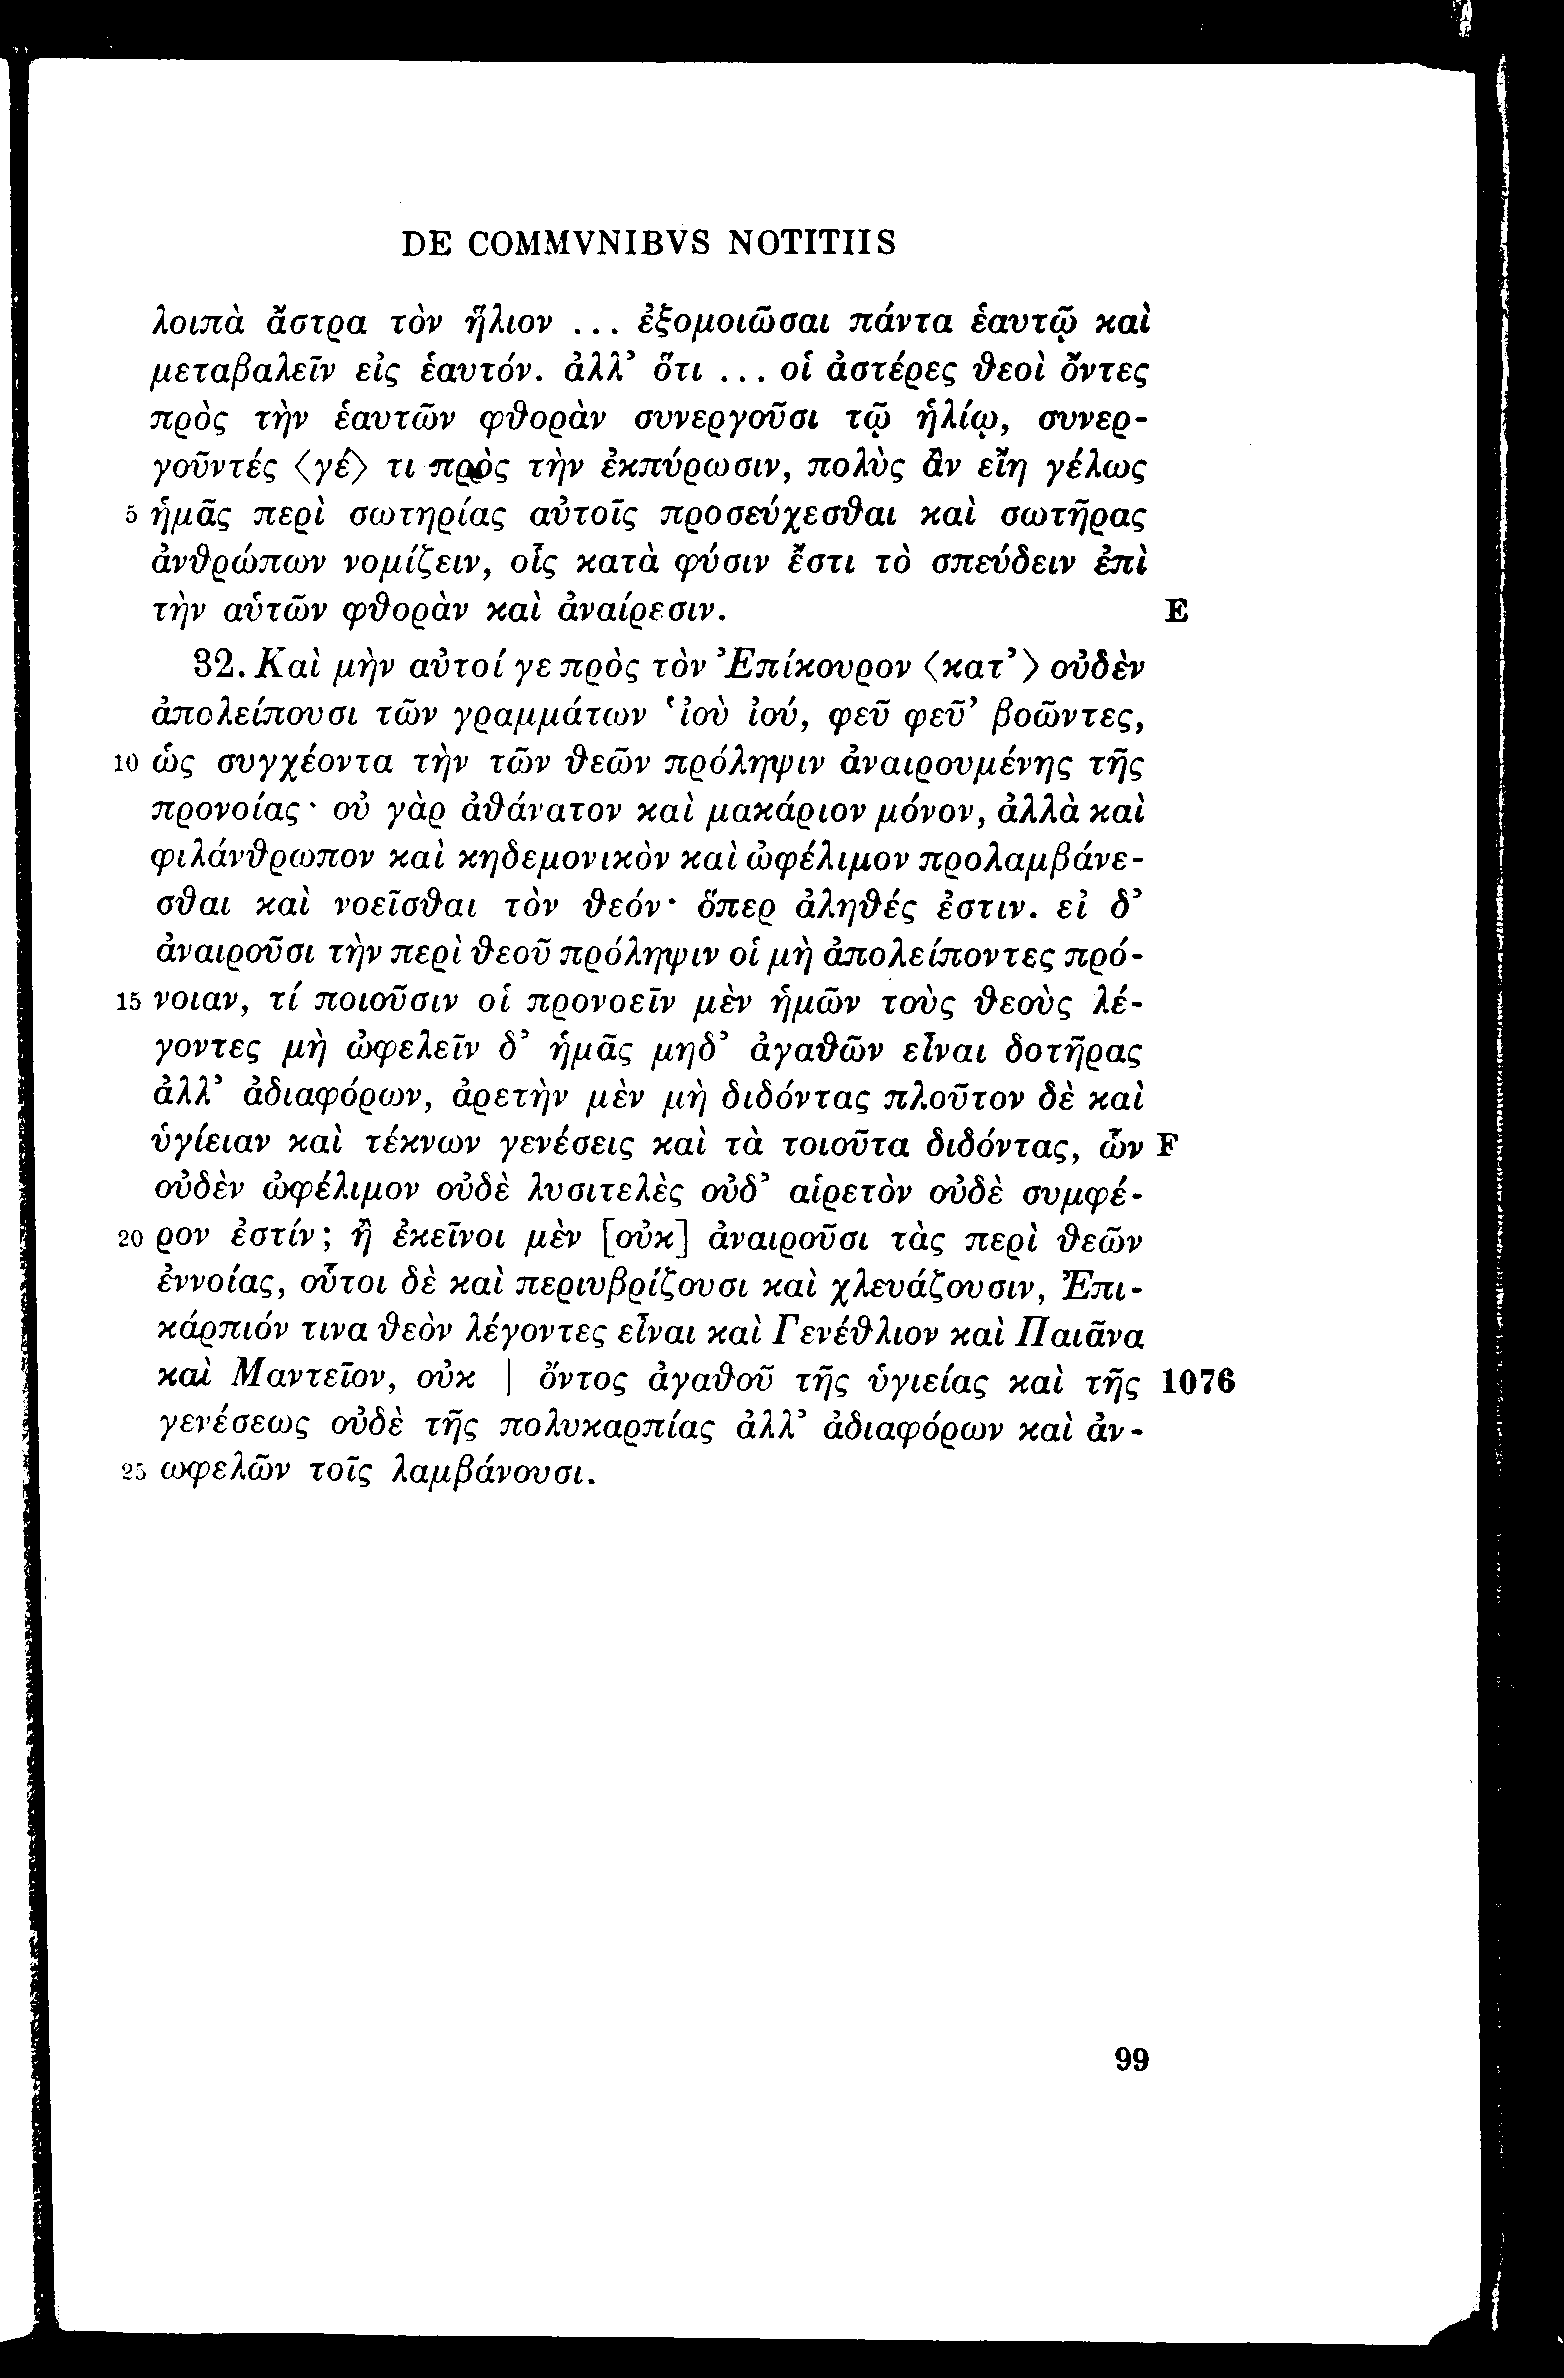 DE COMMVNIBVS NOTITIIS
λοιπὰ ἄστρα τὸν ἥλιον ... ἐξομοιῶσαι πάντα ἑαυτῷ καὶ
μεταβαλεῖν εἰς ἑαυτόν. ἀλλ’ ὅτι ... οἱ ἀστέρες θεοὶ ὄντες
πρὸς τὴν ἑαυτῶν φθορὰν συνεργοῦσι τῷ ἡλίῳ, συνερ-
γοῦντές <γέ> τι πρὸς τὴν ἐκπύρωσιν, πολὺς ἂν εἴη γέλως
5 ἡμᾶς περὶ σωτηρίας αὐτοῖς προσεύχεσθαι καὶ σωτῆρας
ἀνθρώπων νομίζειν, οἷς κατὰ φύσιν ἔστι τὸ σπεύδειν ἐπὶ
τὴν αὑτῶν φθορὰν καὶ ἀναίρεσιν. E
32. Καὶ μὴν αὐτοί γε πρὸς τὸν Ἐπίκουρον <κατ’> οὐδὲν
ἀπολείπουσι τῶν γραμμάτων ‘ἰοὺ ἰού, φεῦ φεῦ’ βοῶντες,
10 ὡς συγχέοντα τὴν τῶν θεῶν πρόληψιν ἀναιρουμένης τῆς
προνοίας· οὐ γὰρ ἀθάνατον καὶ μακάριον μόνον, ἀλλὰ καὶ
φιλάνθρωπον καὶ κηδεμονικὸν καὶ ὠφέλιμον προλαμβάνε-
σθαι καὶ νοεῖσθαι τὸν θεόν· ὅπερ ἀληθές ἐστιν. εἰ δ’
ἀναιροῦσι τὴν περὶ θεοῦ πρόληψιν οἱ μὴ ἀπολείποντες πρό-
15 νοιαν, τί ποιοῦσιν οἱ προνοεῖν μὲν ἡμῶν τοὺς θεοὺς λέ-
γοντες μὴ ὠφελεῖν δ’ ἡμᾶς μηδ’ ἀγαθῶν εἶναι δοτῆρας
ἀλλ’ ἀδιαφόρων, ἀρετὴν μὲν μὴ διδόντας πλοῦτον δὲ καὶ
ὑγίειαν καὶ τέκνων γενέσεις καὶ τὰ τοιοῦτα διδόντας, ὧν F
οὐδὲν ὠφέλιμον οὐδὲ λυσιτελὲς οὐδ’ αἱρετὸν οὐδὲ συμφέ-
20 ρον ἐστίν; ἢ ἐκεῖνοι μὲν [οὐκ] ἀναιροῦσι τὰς περὶ θεῶν
ἐννοίας, οὗτοι δὲ καὶ περιυβρίζουσι καὶ χλευάζουσιν, Ἐπι-
κάρπιόν τινα θεὸν λέγοντες εἶναι καὶ Γενέθλιον καὶ Παιᾶνα
καὶ Μαντεῖον, οὐκ | ὄντος ἀγαθοῦ τῆς ὑγιείας καὶ τῆς 1076
γενέσεως οὐδὲ τῆς πολυκαρπίας ἀλλ’ ἀδιαφόρων καὶ ἀν-
25 ωφελῶν τοῖς λαμβάνουσι.
99